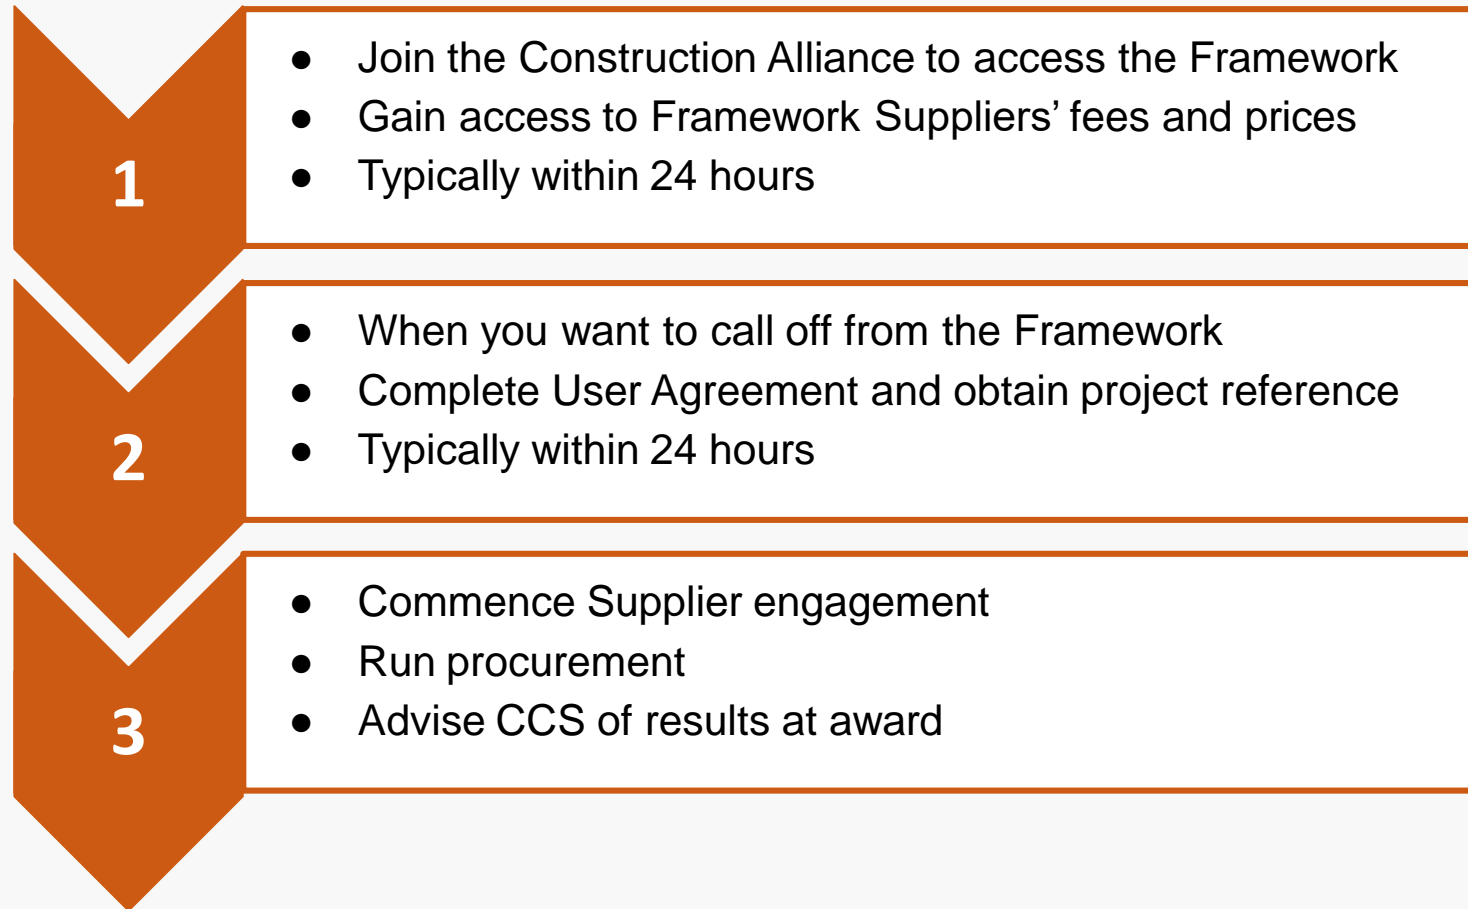 1
● Join the Construction Alliance to access the Framework
● Gain access to Framework Suppliers’ fees and prices
● Typically within 24 hours
2
● When you want to call off from the Framework
● Complete User Agreement and obtain project reference
● Typically within 24 hours
3
● Commence Supplier engagement
● Run procurement
● Advise CCS of results at award